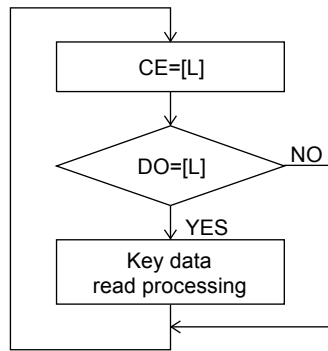 CE=[L]
DO=[L]
NO
YES
Key data
read processing